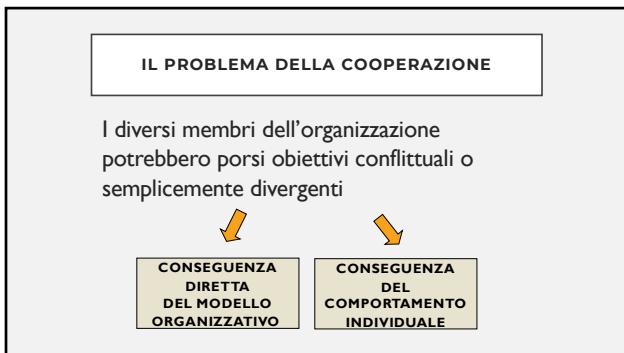 IL PROBLEMA DELLA COOPERAZIONE
I diversi membri dell’organizzazione
potrebbero porsi obiettivi conflittuali o
semplicemente divergenti
CONSEGUENZA
DIRETTA
DEL MODELLO
ORGANIZZATIVO
CONSEGUENZA
DEL
COMPORTAMENTO
INDIVIDUALE